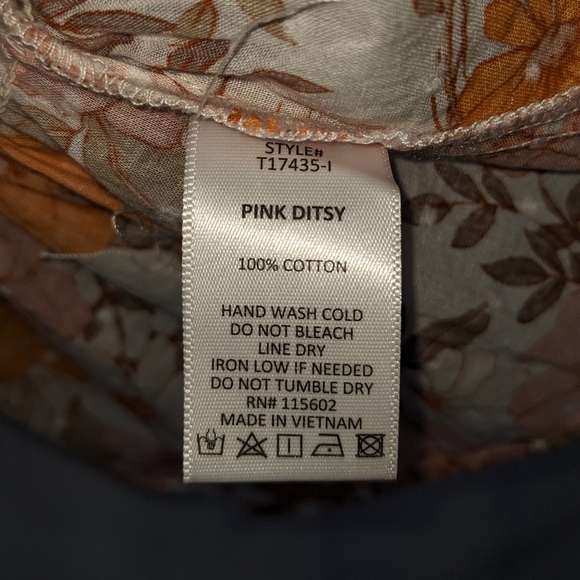 STYLE#
T17435-I
PINK DITSY
100% COTTON
HAND WASH COLD
DO NOT BLEACH
LINE DRY
IRON LOW IF NEEDED
DO NOT TUMBLE DRY
RN# 115602
MADE IN VIETNAM